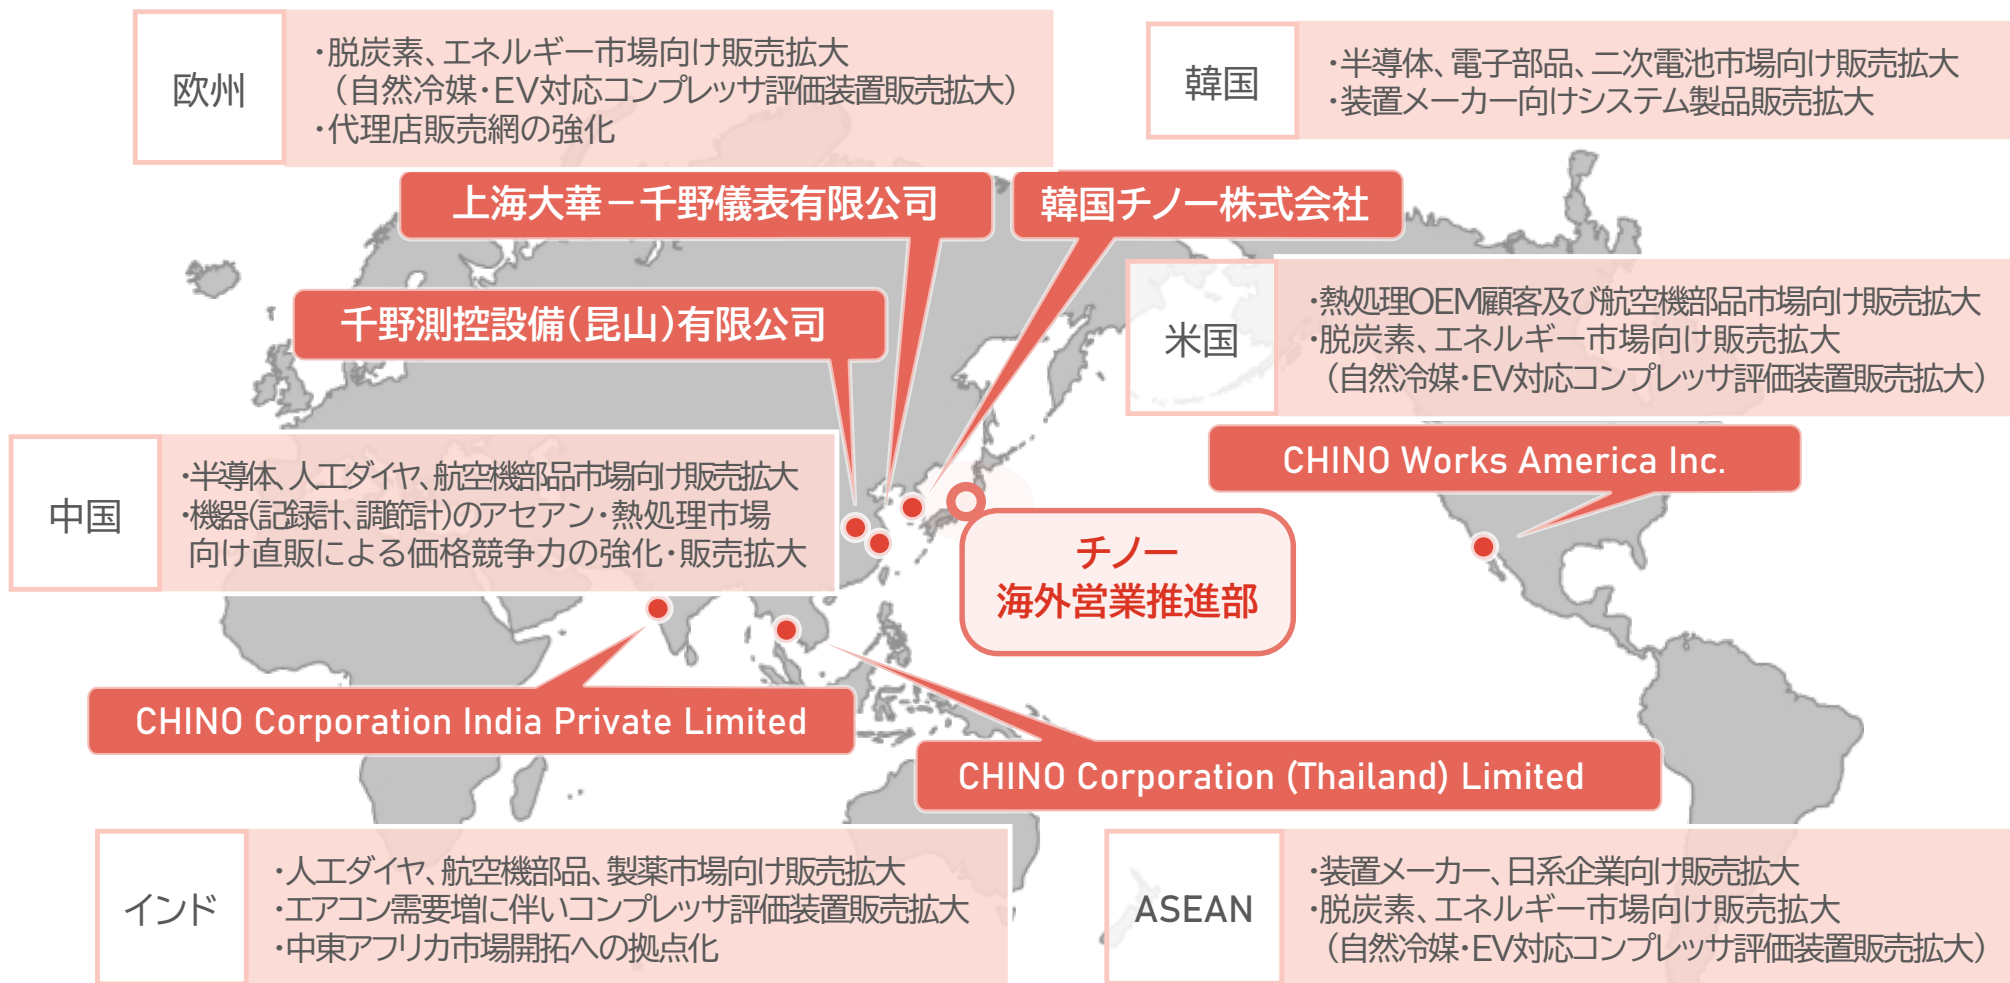 欧州
・脱炭素、エネルギー市場向け販売拡大
（自然冷媒・EV対応コンプレッサ評価装置販売拡大）
・代理店販売網の強化
韓国
・半導体、電子部品、二次電池市場向け販売拡大
・装置メーカー向けシステム製品販売拡大
上海大華－千野儀表有限公司
韓国チノー株式会社
千野測控設備（昆山）有限公司
米国
・熱処理OEM顧客及び航空機部品市場向け販売拡大
・脱炭素、エネルギー市場向け販売拡大
（自然冷媒・EV対応コンプレッサ評価装置販売拡大）
CHINO Works America Inc.
中国
・半導体、人工ダイヤ、航空機部品市場向け販売拡大
・機器（記録計、調節計）のアセアン・熱処理市場
向け直販による価格競争力の強化・販売拡大
チノー
海外営業推進部
CHINO Corporation India Private Limited
CHINO Corporation (Thailand) Limited
インド
・人工ダイヤ、航空機部品、製薬市場向け販売拡大
・エアコン需要増に伴いコンプレッサ評価装置販売拡大
・中東アフリカ市場開拓への拠点化
ASEAN
・装置メーカー、日系企業向け販売拡大
・脱炭素、エネルギー市場向け販売拡大
（自然冷媒・EV対応コンプレッサ評価装置販売拡大）